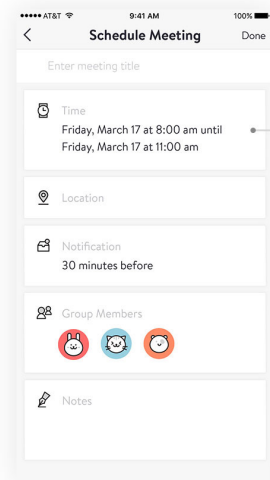 AT&T 9:41 AM 100%
Schedule Meeting Done
Enter meeting title
Time
Friday, March 17 at 8:00 am until
Friday, March 17 at 11:00 am
Location
Notification
30 minutes before
Group Members
Notes